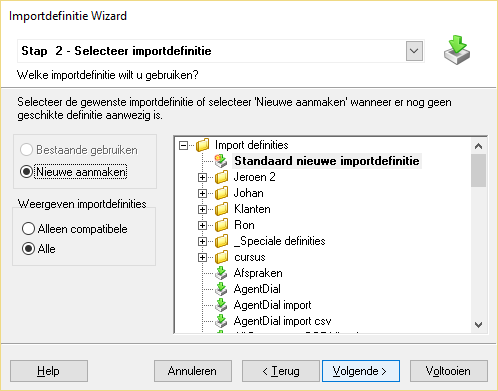 Importdefinitie Wizard
Stap 2 - Selecteer importdefinitie
Welke importdefinitie wilt u gebruiken?
Selecteer de gewenste importdefinitie of selecteer 'Nieuwe aanmaken' wanneer er nog geen
geschikte definitie aanwezig is.
Bestaande gebruiken
Nieuwe aanmaken
Weergeven importdefinities
Alleen compatibele
Alle
Import definities
Standaard nieuwe importdefinitie
Jeroen 2
Johan
Klanten
Ron
_Speciale definities
cursus
Afspraken
AgentDial
AgentDial import
AgentDial import csv
Help
Annuleren
< Terug
Volgende >
Voltooien